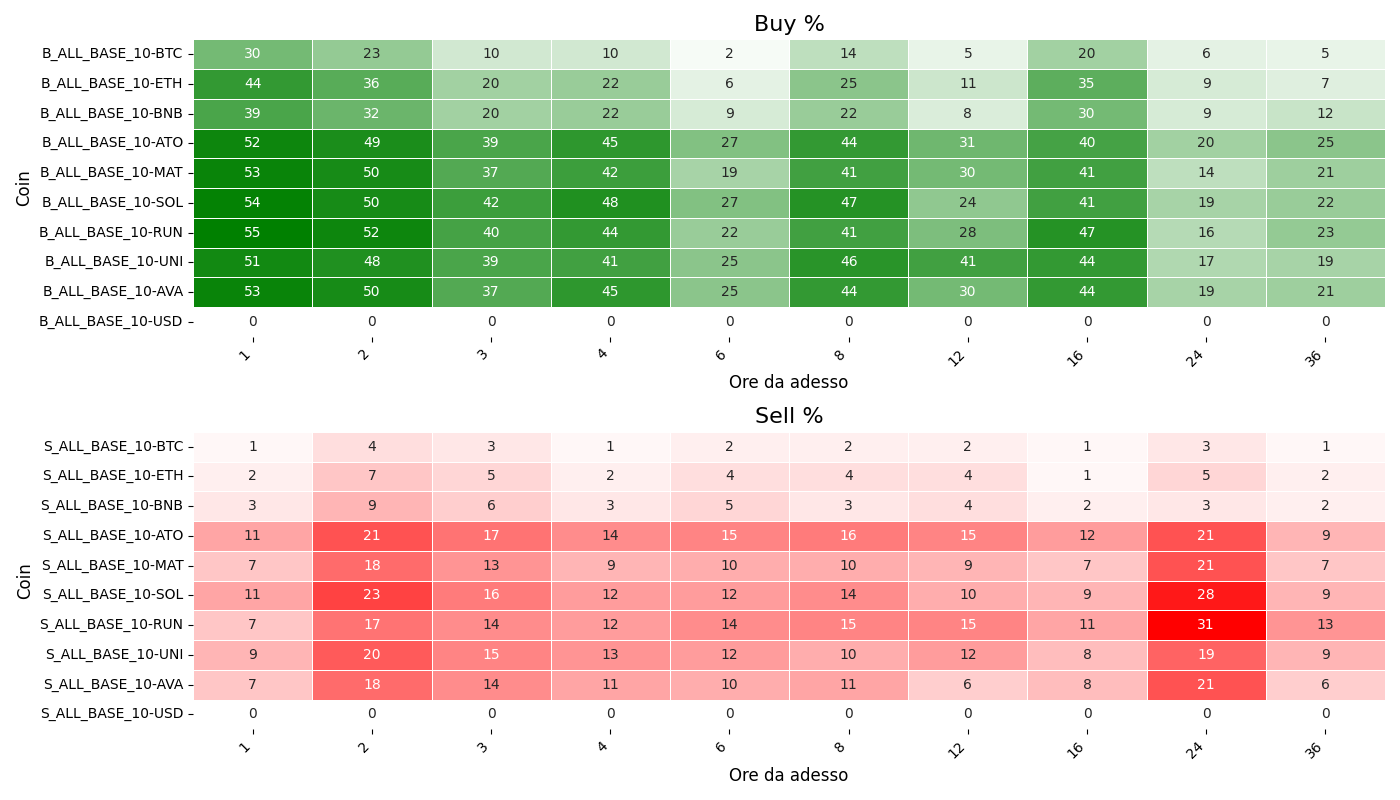 Buy %
Coin
B_ALL_BASE_10-BTC 30 23 10 10 2 14 5 20 6 5
B_ALL_BASE_10-ETH 44 36 20 22 6 25 11 35 9 7
B_ALL_BASE_10-BNB 39 32 20 22 9 22 8 30 9 12
B_ALL_BASE_10-ATO 52 49 39 45 27 44 31 40 20 25
B_ALL_BASE_10-MAT 53 50 37 42 19 41 30 41 14 21
B_ALL_BASE_10-SOL 54 50 42 48 27 47 24 41 19 22
B_ALL_BASE_10-RUN 55 52 40 44 22 41 28 47 16 23
B_ALL_BASE_10-UNI 51 48 39 41 25 46 41 44 17 19
B_ALL_BASE_10-AVA 53 50 37 45 25 44 30 44 19 21
B_ALL_BASE_10-USD 0 0 0 0 0 0 0 0 0 0
1 2 3 4 6 8 12 16 24 36
Ore da adesso
Sell %
Coin
S_ALL_BASE_10-BTC 1 4 3 1 2 2 2 1 3 1
S_ALL_BASE_10-ETH 2 7 5 2 4 4 4 1 5 2
S_ALL_BASE_10-BNB 3 9 6 3 5 3 4 2 3 2
S_ALL_BASE_10-ATO 11 21 17 14 15 16 15 12 21 9
S_ALL_BASE_10-MAT 7 18 13 9 10 10 9 7 21 7
S_ALL_BASE_10-SOL 11 23 16 12 12 14 10 9 28 9
S_ALL_BASE_10-RUN 7 17 14 12 14 15 15 11 31 13
S_ALL_BASE_10-UNI 9 20 15 13 12 10 12 8 19 9
S_ALL_BASE_10-AVA 7 18 14 11 10 11 6 8 21 6
S_ALL_BASE_10-USD 0 0 0 0 0 0 0 0 0 0
1 2 3 4 6 8 12 16 24 36
Ore da adesso